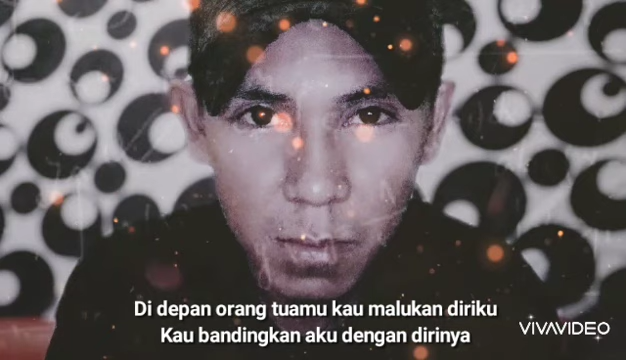 Di depan orang tuamu kau malukan diriku
Kau bandingkan aku dengan dirinya
VIVAVIDEO